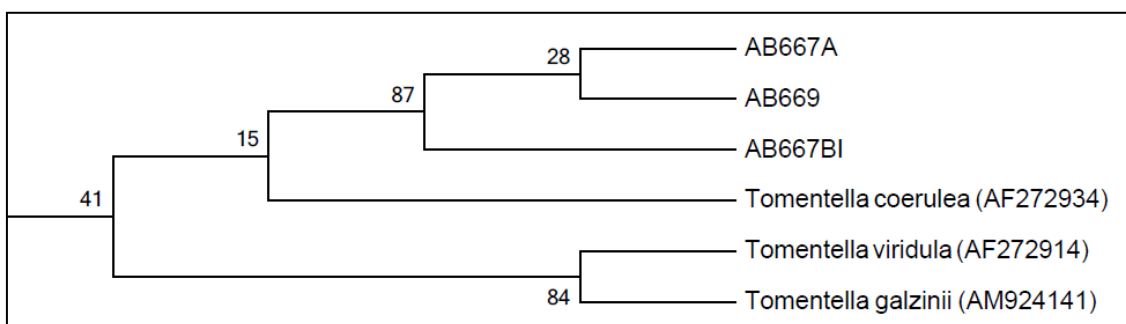 AB667A
28
AB669
87
AB667BI
15
Tomentella coerulea (AF272934)
41
Tomentella viridula (AF272914)
84
Tomentella galzinii (AM924141)